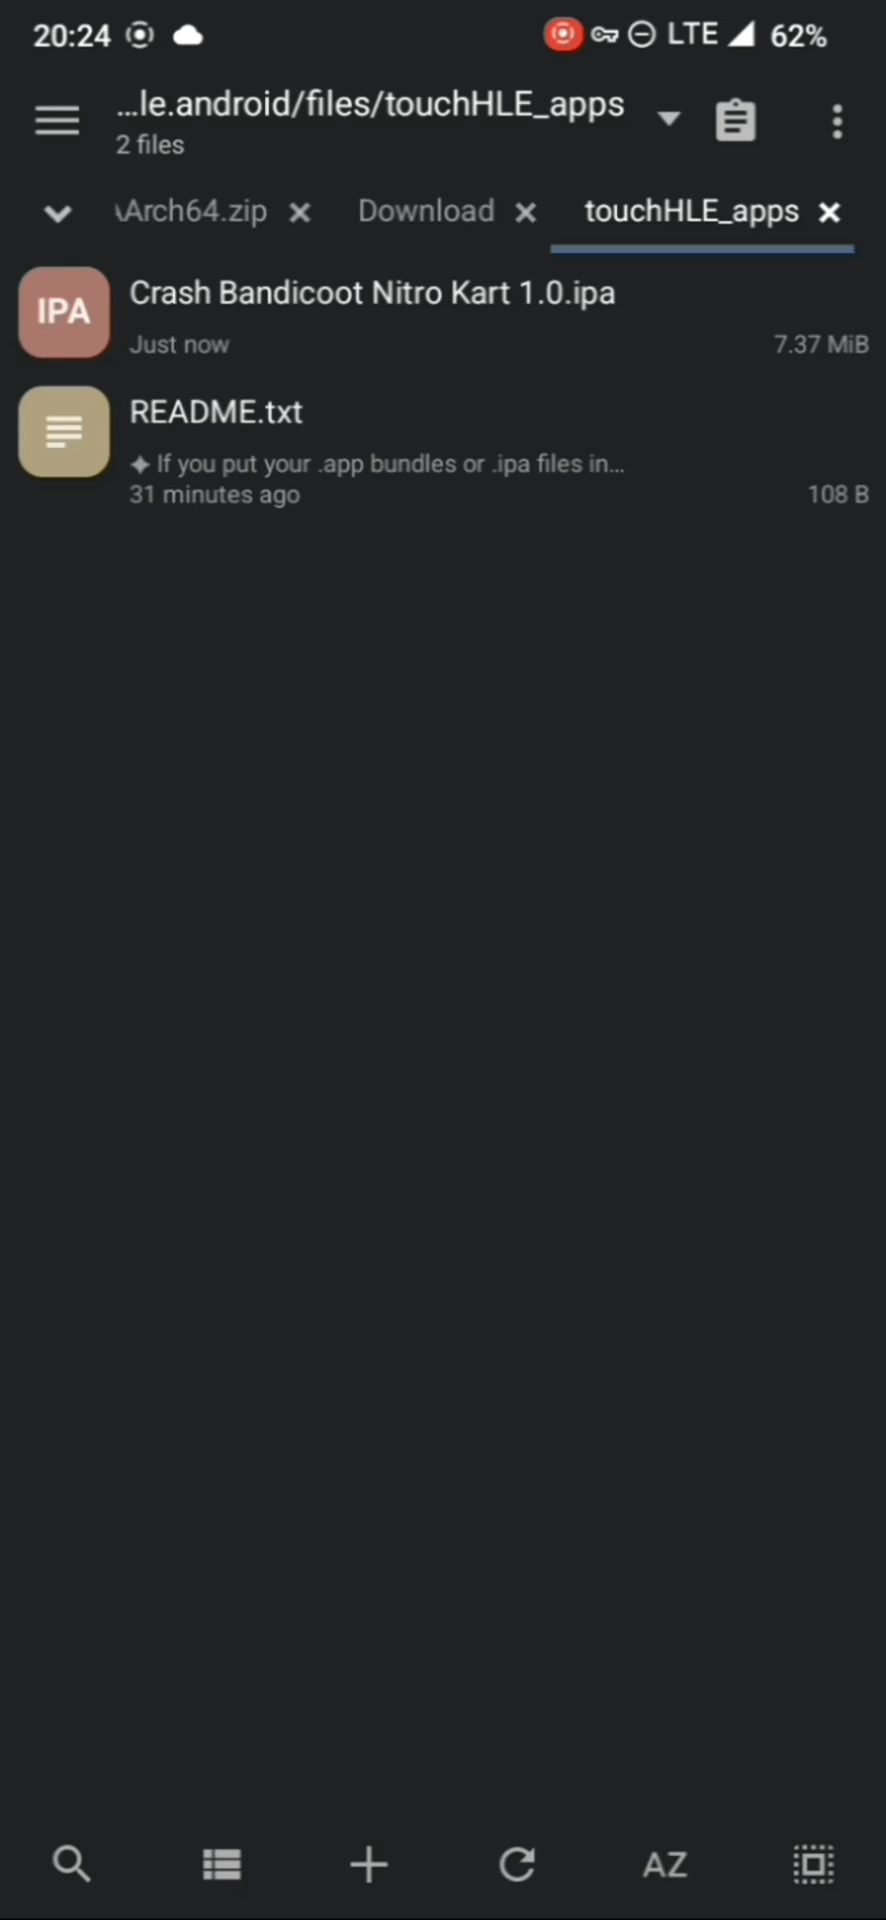 20:24 LTE 62%
...le.android/files/touchHLE_apps
2 files
Arch64.zip Download touchHLE_apps
IPA
Crash Bandicoot Nitro Kart 1.0.ipa
Just now 7.37 MiB
README.txt
If you put your .app bundles or .ipa files in...
31 minutes ago 108 B
AZ